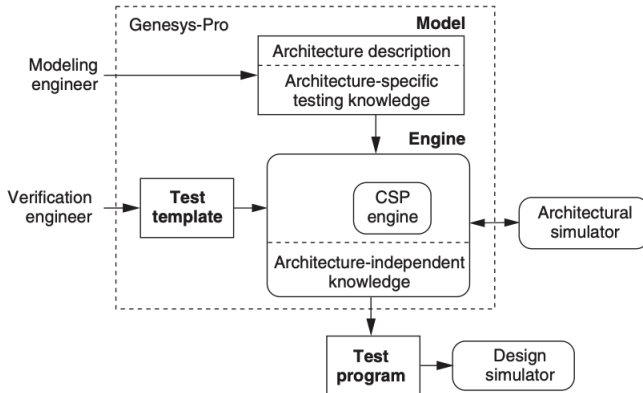 Genesys-Pro
Model
Architecture description
Architecture-specific
testing knowledge
Modeling
engineer
Engine
CSP
engine
Verification
engineer
Test
template
Architectural
simulator
Architecture-independent
knowledge
Test
program
Design
simulator